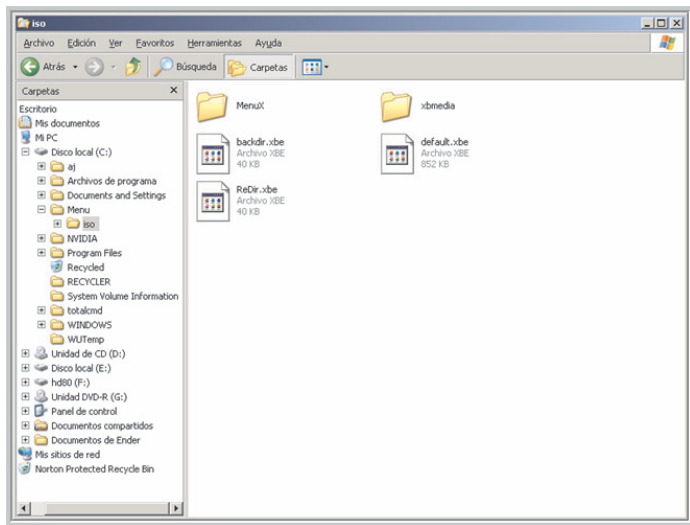 iso
Archivo Edición Ver Favoritos Herramientas Ayuda
Atrás Búsqueda Carpetas
Carpetas
Escritorio
Mis documentos
Mi PC
Disco local (C:)
aj
Archivos de programa
Documents and Settings
Menu
iso
NVIDIA
Program Files
Recycled
RECYCLER
System Volume Information
totalcmd
WINDOWS
WUTemp
Unidad de CD (D:)
Disco local (E:)
hd80 (F:)
Unidad DVD-R (G:)
Panel de control
Documentos compartidos
Documentos de Ender
Mis sitios de red
Norton Protected Recycle Bin
MenuX
xbmedia
backdir.xbe
Archivo XBE
40 KB
default.xbe
Archivo XBE
852 KB
ReDir.xbe
Archivo XBE
40 KB